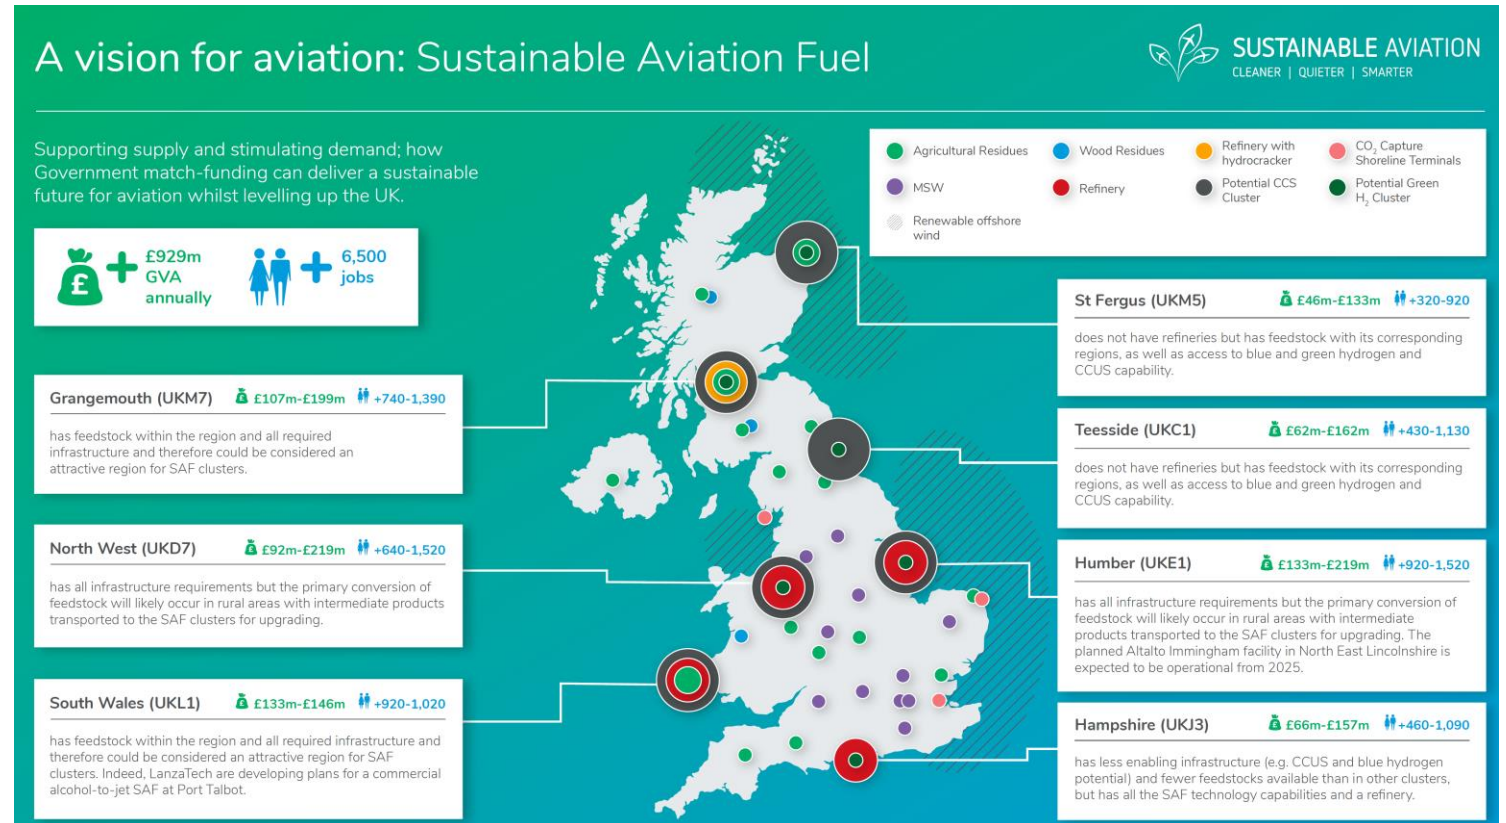 A vision for aviation: Sustainable Aviation Fuel
SUSTAINABLE AVIATION
CLEANER | QUIETER | SMARTER
Supporting supply and stimulating demand; how
Government match-funding can deliver a sustainable
future for aviation whilst levelling up the UK.
£
+
£929m
GVA
annually
+
6,500
jobs
Agricultural Residues
Wood Residues
Refinery with
hydrocracker
CO₂ Capture
Shoreline Terminals
MSW
Refinery
Potential CCS
Cluster
Potential Green
H₂ Cluster
Renewable offshore
wind
Grangemouth (UKM7) £ £107m-£199m +740-1,390
has feedstock within the region and all required
infrastructure and therefore could be considered an
attractive region for SAF clusters.
North West (UKD7) £ £92m-£219m +640-1,520
has all infrastructure requirements but the primary conversion of
feedstock will likely occur in rural areas with intermediate products
transported to the SAF clusters for upgrading.
South Wales (UKL1) £ £133m-£146m +920-1,020
has feedstock within the region and all required infrastructure and
therefore could be considered an attractive region for SAF
clusters. Indeed, LanzaTech are developing plans for a commercial
alcohol-to-jet SAF at Port Talbot.
St Fergus (UKM5) £ £46m-£133m +320-920
does not have refineries but has feedstock with its corresponding
regions, as well as access to blue and green hydrogen and
CCUS capability.
Teesside (UKC1) £ £62m-£162m +430-1,130
does not have refineries but has feedstock with its corresponding
regions, as well as access to blue and green hydrogen and
CCUS capability.
Humber (UKE1) £ £133m-£219m +920-1,520
has all infrastructure requirements but the primary conversion of
feedstock will likely occur in rural areas with intermediate
products transported to the SAF clusters for upgrading. The
planned Altalto Immingham facility in North East Lincolnshire is
expected to be operational from 2025.
Hampshire (UKJ3) £ £66m-£157m +460-1,090
has less enabling infrastructure (e.g. CCUS and blue hydrogen
potential) and fewer feedstocks available than in other clusters,
but has all the SAF technology capabilities and a refinery.